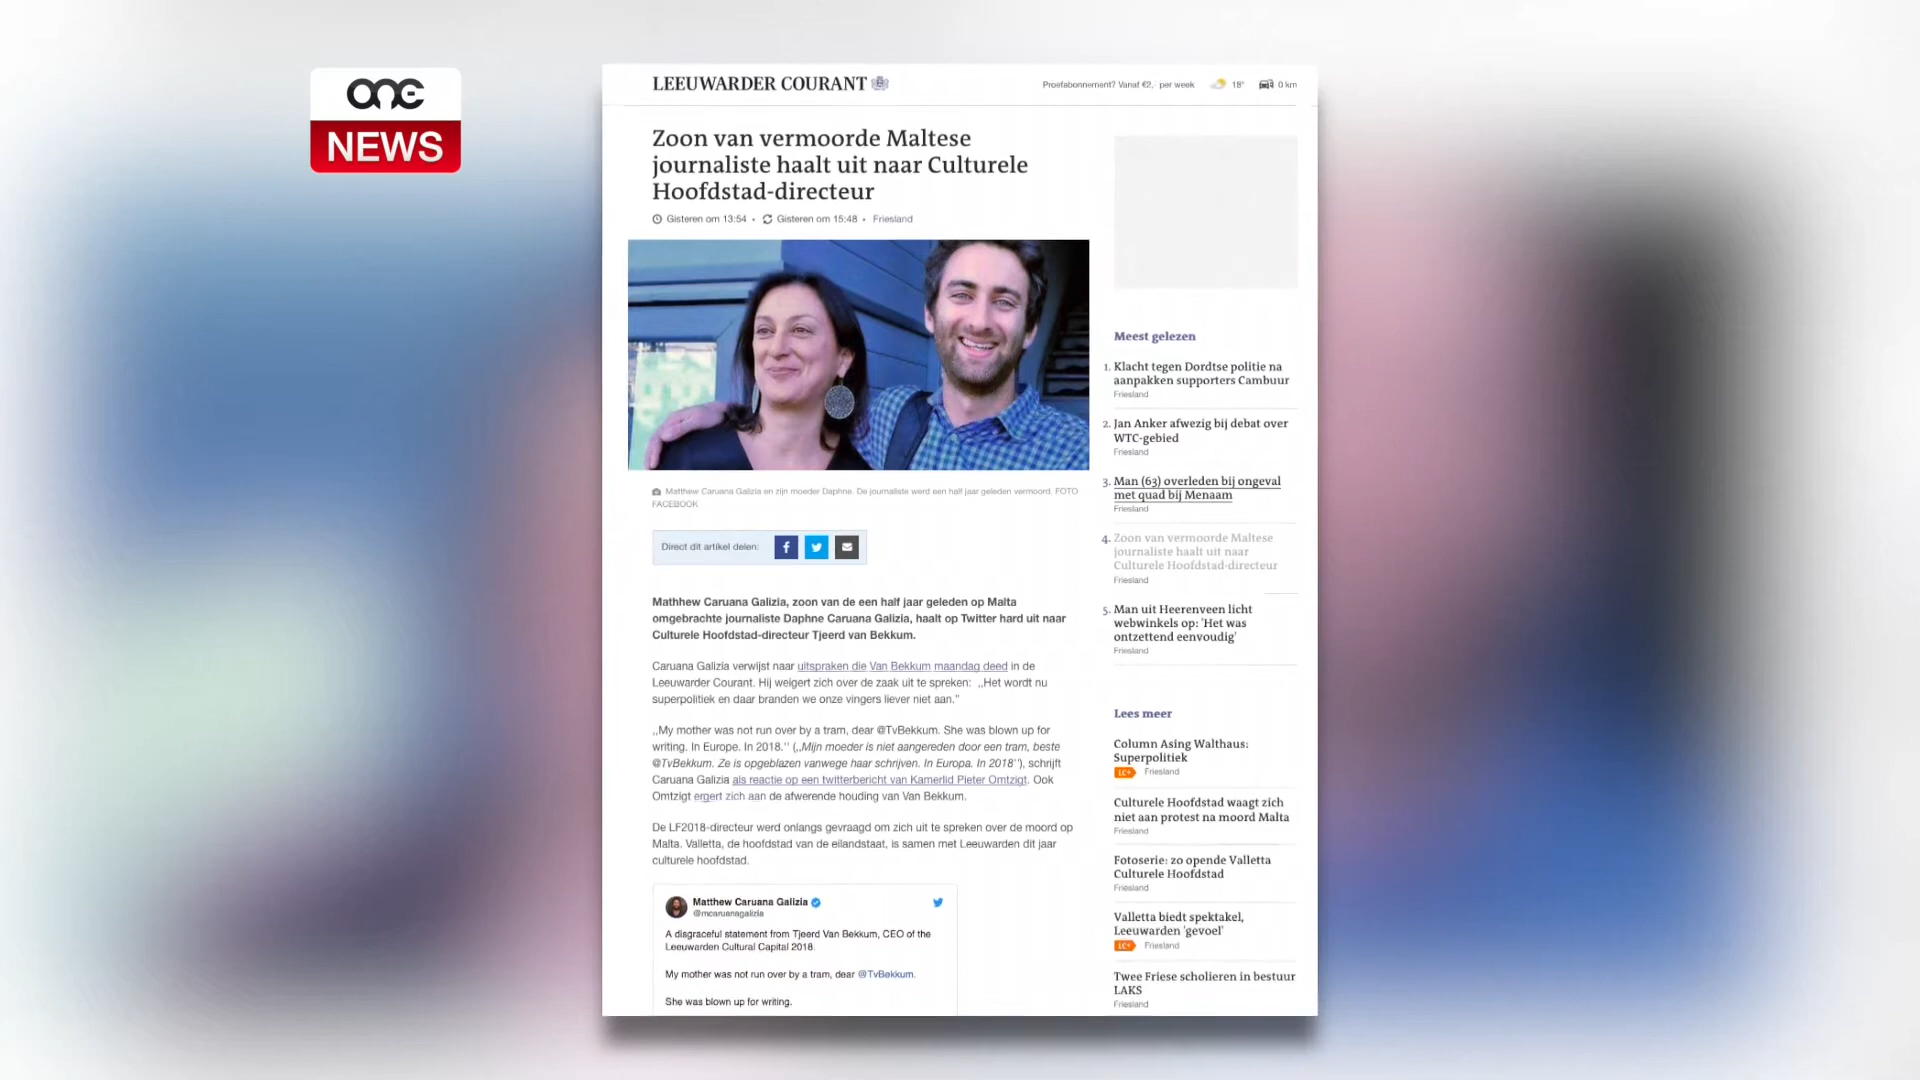 one
NEWS
LEEUWARDER COURANT
Proefabonnement? Vanaf €2,- per week
18°
0 km
Zoon van vermoorde Maltese
journaliste haalt uit naar Culturele
Hoofdstad-directeur
Gisteren om 13:54 • Gisteren om 15:48 • Friesland
Matthew Caruana Galizia en zijn moeder Daphne. De journaliste werd een half jaar geleden vermoord. FOTO
FACEBOOK
Direct dit artikel delen:
Mathhew Caruana Galizia, zoon van de een half jaar geleden op Malta
omgebrachte journaliste Daphne Caruana Galizia, haalt op Twitter hard uit naar
Culturele Hoofdstad-directeur Tjeerd van Bekkum.
Caruana Galizia verwijst naar uitspraken die Van Bekkum maandag deed in de
Leeuwarder Courant. Hij weigert zich over de zaak uit te spreken: ,,Het wordt nu
superpolitiek en daar branden we onze vingers liever niet aan.''
,,My mother was not run over by a tram, dear @TvBekkum. She was blown up for
writing. In Europe. In 2018.'' (,,Mijn moeder is niet aangereden door een tram, beste
@TvBekkum. Ze is opgeblazen vanwege haar schrijven. In Europa. In 2018''), schrijft
Caruana Galizia als reactie op een twitterbericht van Kamerlid Pieter Omtzigt. Ook
Omtzigt ergert zich aan de afwerende houding van Van Bekkum.
De LF2018-directeur werd onlangs gevraagd om zich uit te spreken over de moord op
Malta. Valletta, de hoofdstad van de eilandstaat, is samen met Leeuwarden dit jaar
culturele hoofdstad.
Matthew Caruana Galizia
@mcaruanagalizia
A disgraceful statement from Tjeerd Van Bekkum, CEO of the
Leeuwarden Cultural Capital 2018.
My mother was not run over by a tram, dear @TvBekkum.
She was blown up for writing.
Meest gelezen
1. Klacht tegen Dordtse politie na
aanpakken supporters Cambuur
Friesland
2. Jan Anker afwezig bij debat over
WTC-gebied
Friesland
3. Man (63) overleden bij ongeval
met quad bij Menaam
Friesland
4. Zoon van vermoorde Maltese
journaliste haalt uit naar
Culturele Hoofdstad-directeur
Friesland
5. Man uit Heerenveen licht
webwinkels op: 'Het was
ontzettend eenvoudig'
Friesland
Lees meer
Column Asing Walthaus:
Superpolitiek
LC+ Friesland
Culturele Hoofdstad waagt zich
niet aan protest na moord Malta
Friesland
Fotoserie: zo opende Valletta
Culturele Hoofdstad
Friesland
Valletta biedt spektakel,
Leeuwarden 'gevoel'
LC+ Friesland
Twee Friese scholieren in bestuur
LAKS
Friesland